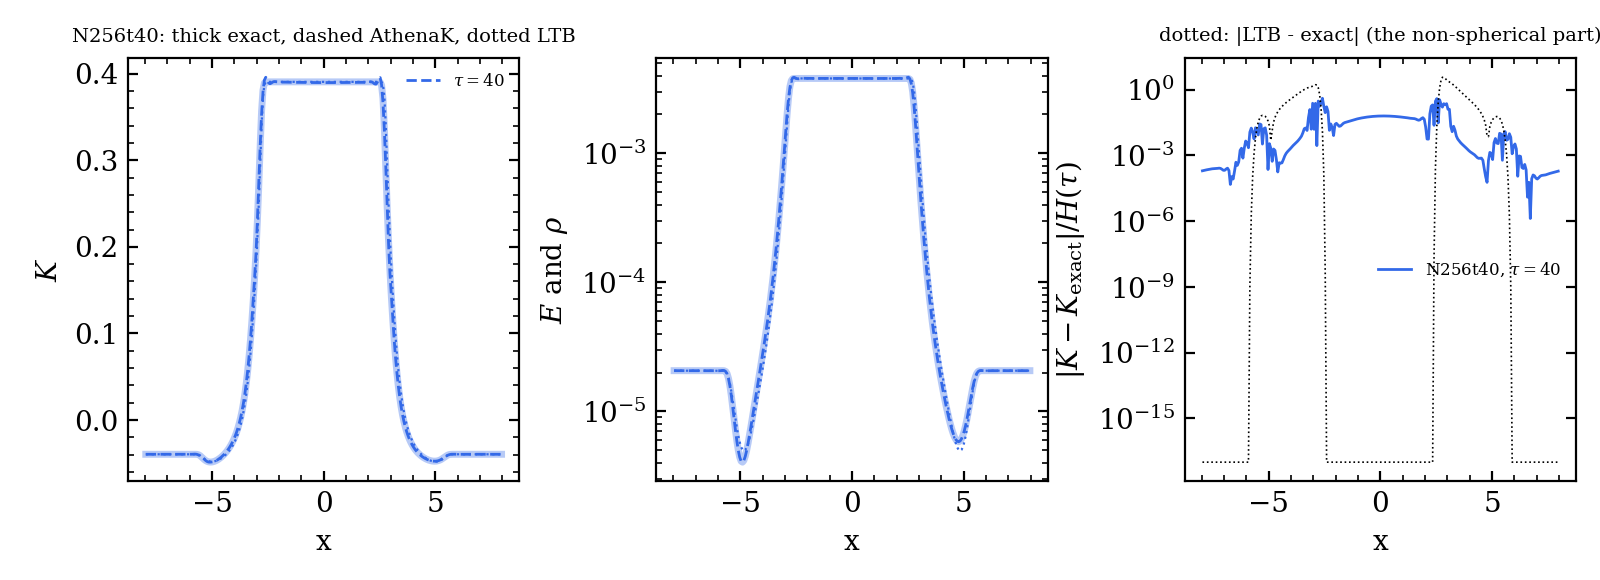 N256t40: thick exact, dashed AthenaK, dotted LTB
K
0.4
0.3
0.2
0.1
0.0
τ = 40
−5 0 5
x
E and ρ
10⁻³
10⁻⁴
10⁻⁵
−5 0 5
x
dotted: |LTB - exact| (the non-spherical part)
|K − K_exact|/H(τ)
10⁰
10⁻³
10⁻⁶
10⁻⁹
10⁻¹²
10⁻¹⁵
N256t40, τ = 40
−5 0 5
x